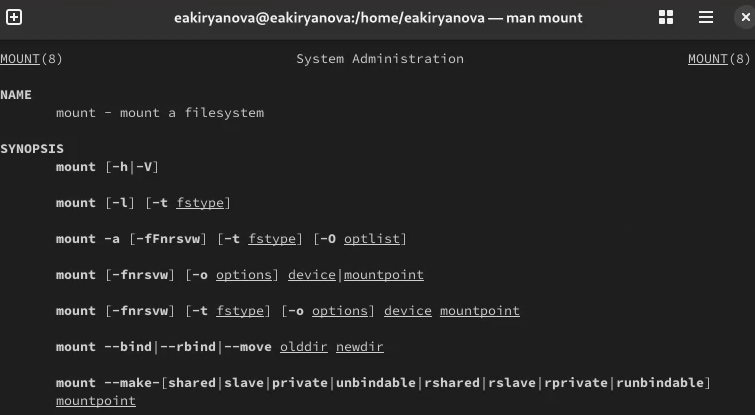 eakiryanova@eakiryanova:/home/eakiryanova — man mount
MOUNT(8) System Administration MOUNT(8)
NAME
mount - mount a filesystem
SYNOPSIS
mount [-h|-V]
mount [-l] [-t fstype]
mount -a [-fFnrsvw] [-t fstype] [-O optlist]
mount [-fnrsvw] [-o options] device|mountpoint
mount [-fnrsvw] [-t fstype] [-o options] device mountpoint
mount --bind|--rbind|--move olddir newdir
mount --make-[shared|slave|private|unbindable|rshared|rslave|rprivate|runbindable]
mountpoint